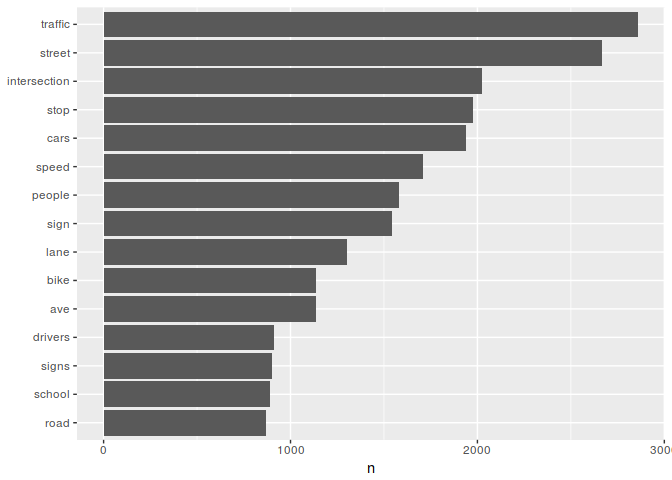 traffic
street
intersection
stop
cars
speed
people
sign
lane
bike
ave
drivers
signs
school
road
0 1000 2000 300
n